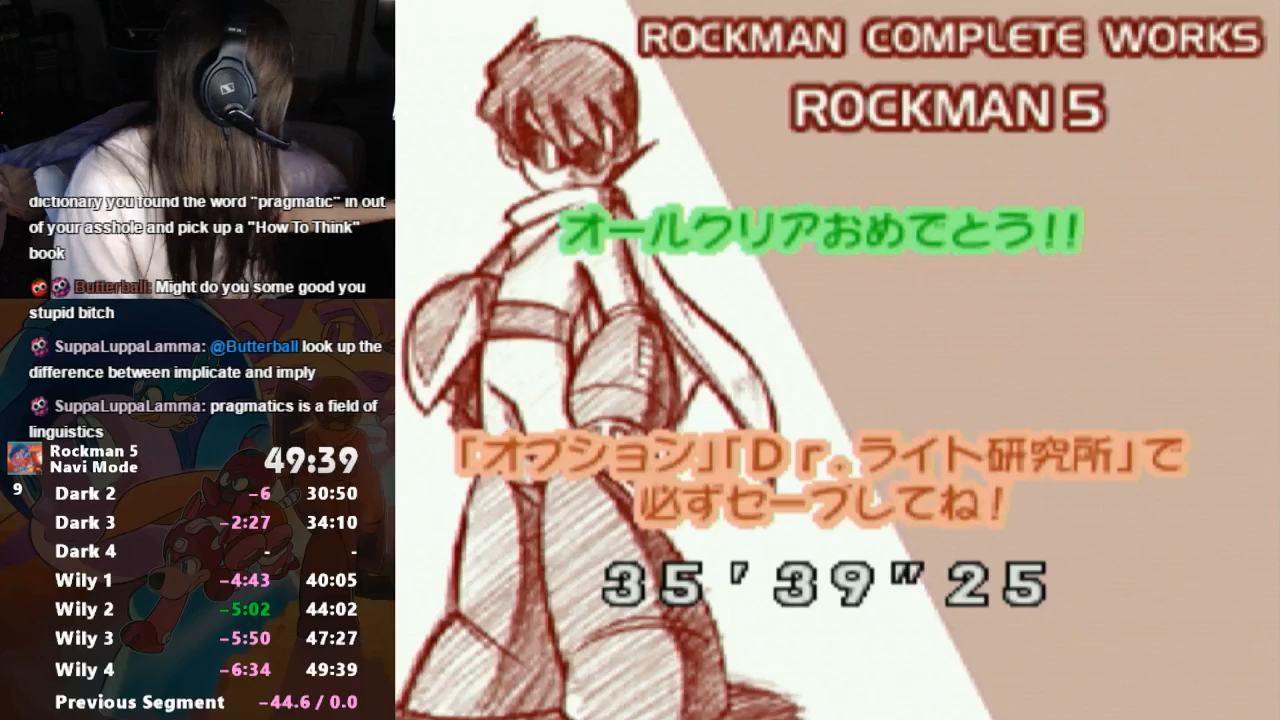 dictionary you found the word "pragmatic" in out
of your asshole and pick up a "How To Think"
book
Butterball: Might do you some good you
stupid bitch
SuppaLuppaLamma: @Butterball look up the
difference between implicate and imply
SuppaLuppaLamma: pragmatics is a field of
linguistics
Rockman 5
Navi Mode
49:39
9
Dark 2 -6 30:50
Dark 3 -2:27 34:10
Dark 4 - -
Wily 1 -4:43 40:05
Wily 2 -5:02 44:02
Wily 3 -5:50 47:27
Wily 4 -6:34 49:39
Previous Segment -44.6 / 0.0
ROCKMAN COMPLETE WORKS
ROCKMAN 5
オールクリアおめでとう!!
「オプション」「Dr.ライト研究所」で
必ずセーブしてね!
35'39"25